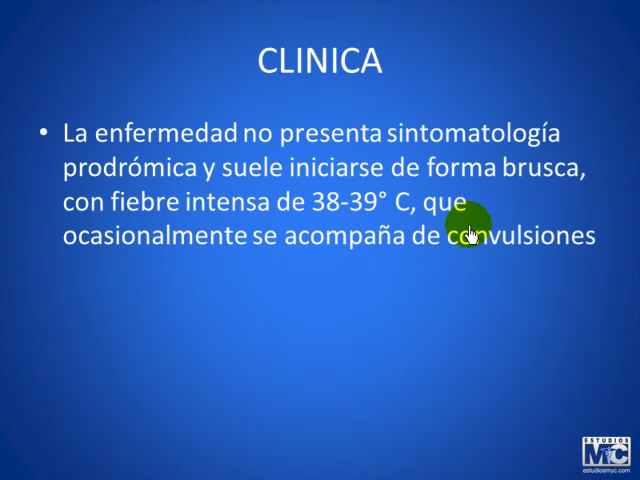 CLINICA
• La enfermedad no presenta sintomatología
prodrómica y suele iniciarse de forma brusca,
con fiebre intensa de 38-39° C, que
ocasionalmente se acompaña de convulsiones
ESTUDIOS
MyC
estudiosmyc.com